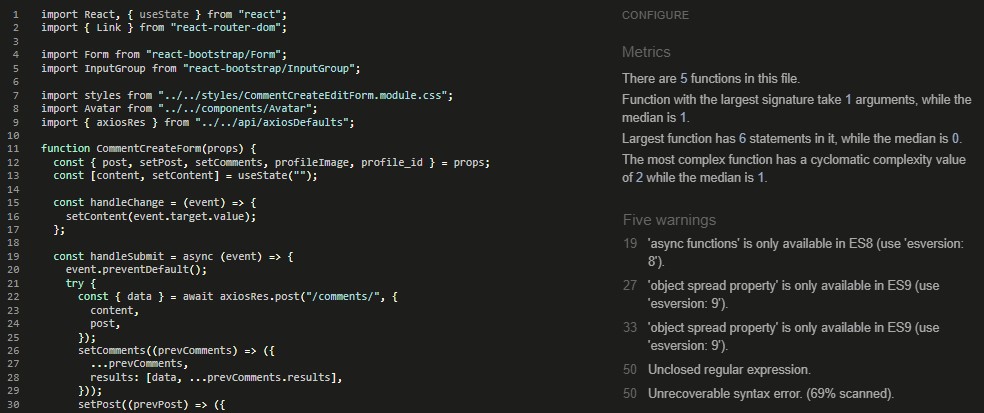 1 import React, { useState } from "react";
2 import { Link } from "react-router-dom";
3
4 import Form from "react-bootstrap/Form";
5 import InputGroup from "react-bootstrap/InputGroup";
6
7 import styles from "../../styles/CommentCreateEditForm.module.css";
8 import Avatar from "../../components/Avatar";
9 import { axiosRes } from "../../api/axiosDefaults";
10
11 function CommentCreateForm(props) {
12   const { post, setPost, setComments, profileImage, profile_id } = props;
13   const [content, setContent] = useState("");
14
15   const handleChange = (event) => {
16     setContent(event.target.value);
17   };
18
19   const handleSubmit = async (event) => {
20     event.preventDefault();
21     try {
22       const { data } = await axiosRes.post("/comments/", {
23         content,
24         post,
25       });
26       setComments((prevComments) => ({
27         ...prevComments,
28         results: [data, ...prevComments.results],
29       }));
30       setPost((prevPost) => ({
CONFIGURE
Metrics
There are 5 functions in this file.
Function with the largest signature take 1 arguments, while the
median is 1.
Largest function has 6 statements in it, while the median is 0.
The most complex function has a cyclomatic complexity value
of 2 while the median is 1.
Five warnings
19 'async functions' is only available in ES8 (use 'esversion:
8').
27 'object spread property' is only available in ES9 (use
'esversion: 9').
33 'object spread property' is only available in ES9 (use
'esversion: 9').
50 Unclosed regular expression.
50 Unrecoverable syntax error. (69% scanned).